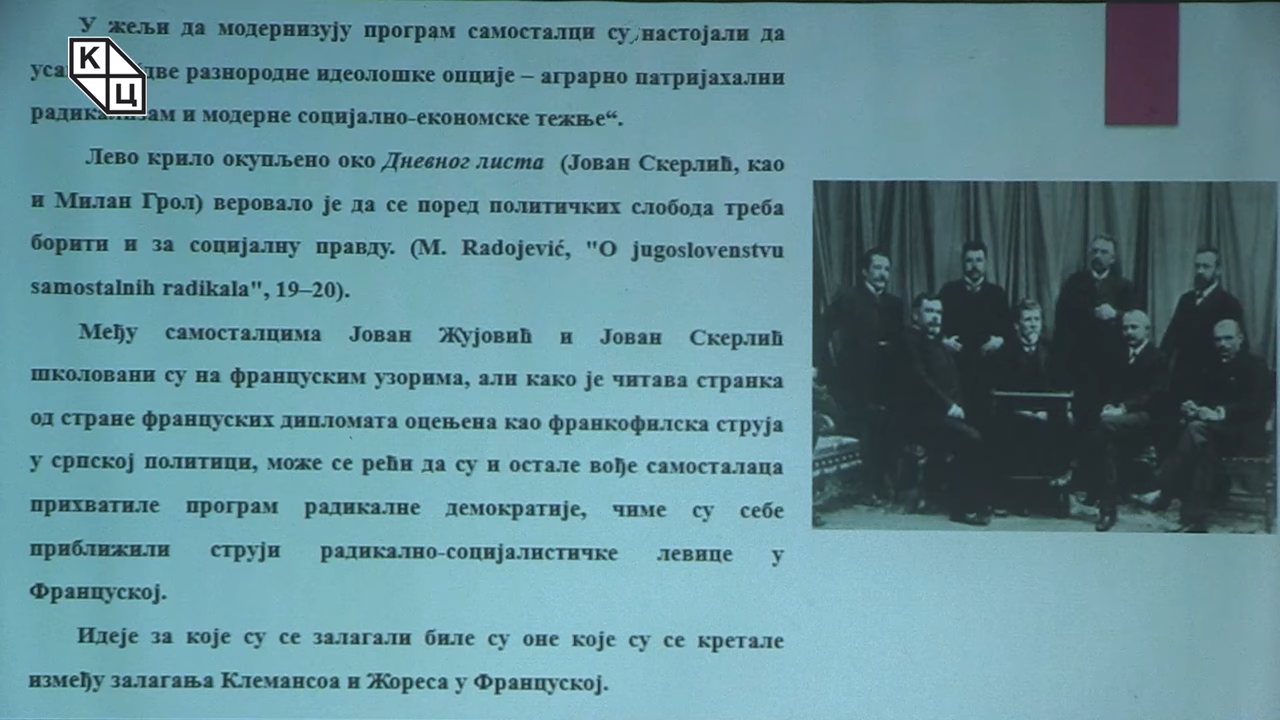 У жељи да модернизују програм самосталци су настојали да
две разнородне идеолошке опције – аграрно патријахални
и модерне социјално-економске тежње“.
Лево крило окупљено око Дневног листа (Јован Скерлић, као
и Милан Грол) веровало је да се поред политичких слобода треба
борити и за социјалну правду. (M. Radojević, "O jugoslovenstvu
samostalnih radikala", 19–20).
Међу самосталцима Јован Жујовић и Јован Скерлић
школовани су на француским узорима, али како је читава странка
од стране француских дипломата оцењена као франкофилска струја
у српској политици, може се рећи да су и остале вође самосталаца
прихватиле програм радикалне демократије, чиме су себе
приближили струји радикално-социјалистичке левице у
Француској.
Идеје за које су се залагали биле су оне које су се кретале
између залагања Клемансоа и Жореса у Француској.
К
Ц